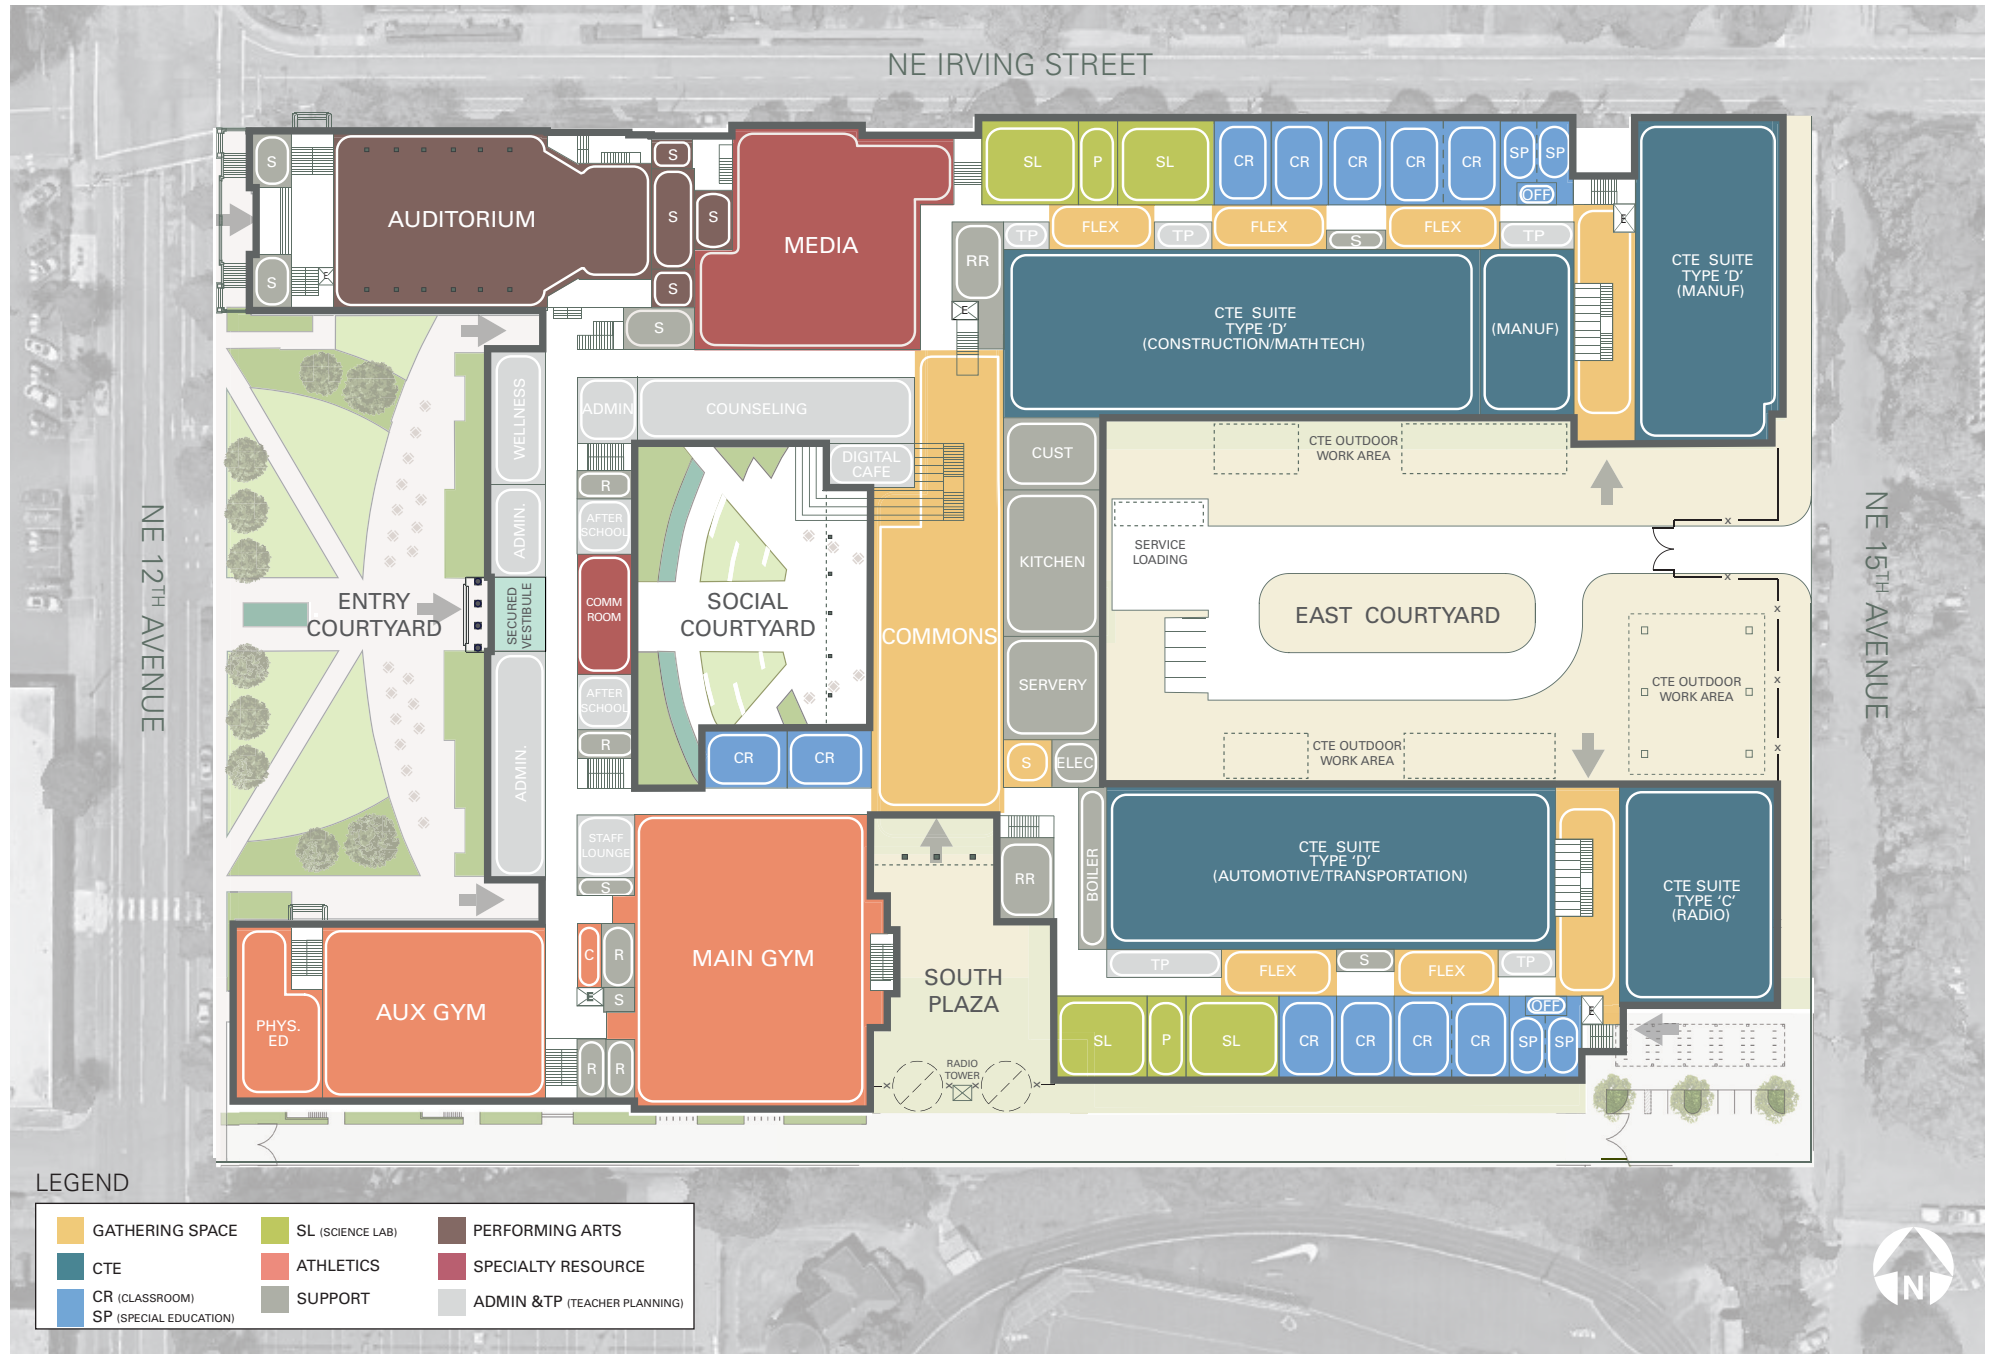 NE IRVING STREET
NE 12TH AVENUE
NE 15TH AVENUE
S
S
E
AUDITORIUM
S
S
S
S
S
MEDIA
SL
P
SL
CR
CR
CR
CR
CR
SP
SP
OFF
E
TP
FLEX
TP
FLEX
S
FLEX
TP
RR
E
CTE SUITE
TYPE 'D'
(CONSTRUCTION/MATH TECH)
(MANUF)
CTE SUITE
TYPE 'D'
(MANUF)
WELLNESS
ADMIN.
SECURED
VESTIBULE
ADMIN.
ADMIN
COUNSELING
DIGITAL
CAFE
R
AFTER
SCHOOL
COMM
ROOM
AFTER
SCHOOL
R
ENTRY
COURTYARD
SOCIAL
COURTYARD
COMMONS
CUST
KITCHEN
SERVERY
S
ELEC
CR
CR
CTE OUTDOOR
WORK AREA
SERVICE
LOADING
EAST COURTYARD
x
x
x
x
x
CTE OUTDOOR
WORK AREA
CTE OUTDOOR
WORK AREA
STAFF
LOUNGE
S
C
R
E
S
R
R
MAIN GYM
AUX GYM
PHYS.
ED
SOUTH
PLAZA
RADIO
TOWER
x
x
x
x
RR
BOILER
CTE SUITE
TYPE 'D'
(AUTOMOTIVE/TRANSPORTATION)
CTE SUITE
TYPE 'C'
(RADIO)
TP
FLEX
S
FLEX
TP
SL
P
SL
CR
CR
CR
CR
SP
SP
OFF
E
LEGEND
GATHERING SPACE
CTE
CR (CLASSROOM)
SP (SPECIAL EDUCATION)
SL (SCIENCE LAB)
ATHLETICS
SUPPORT
PERFORMING ARTS
SPECIALTY RESOURCE
ADMIN &TP (TEACHER PLANNING)
N